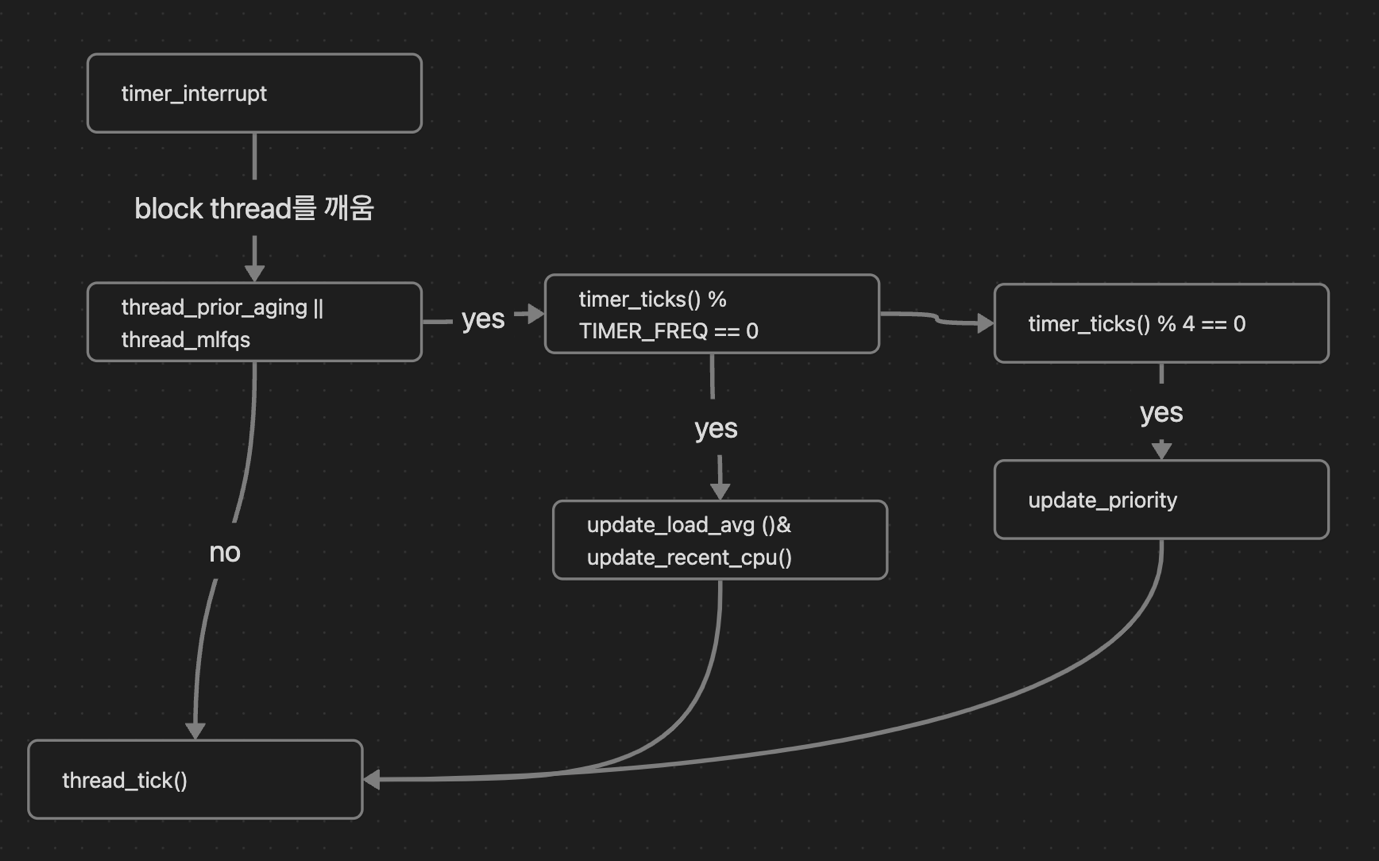 timer_interrupt
block thread를 깨움
thread_prior_aging ||
thread_mlfqs
yes
timer_ticks() %
TIMER_FREQ == 0
timer_ticks() % 4 == 0
yes
yes
update_priority
update_load_avg ()&
update_recent_cpu()
no
thread_tick()